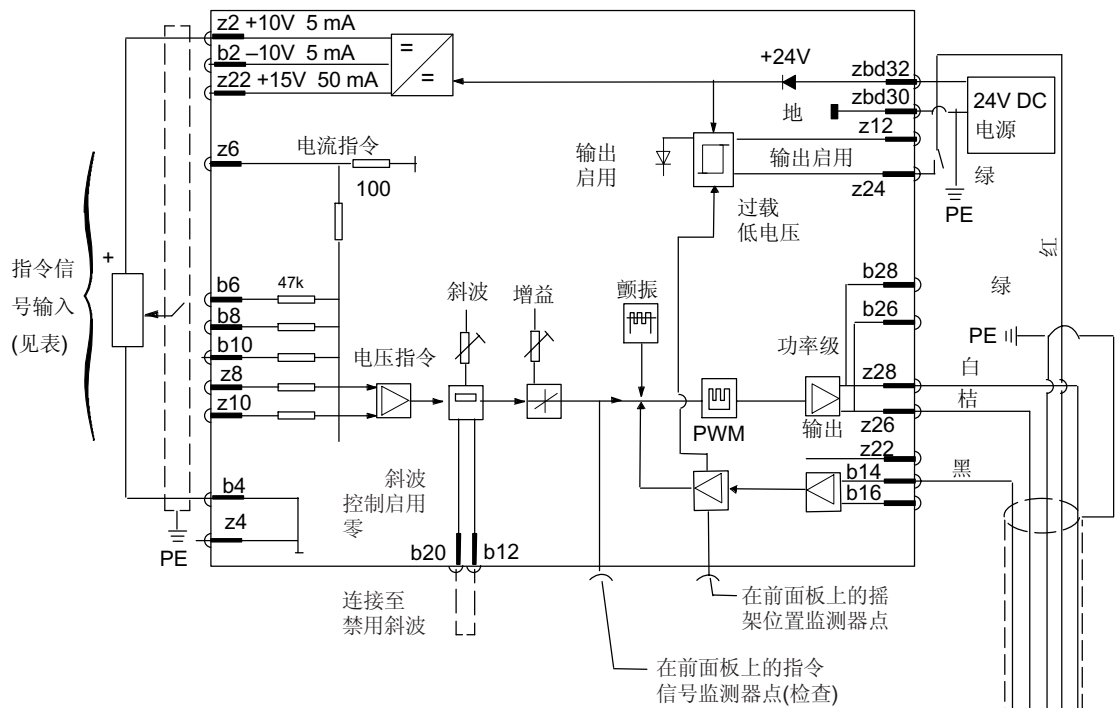 z2 +10V 5 mA
b2 –10V 5 mA
z22 +15V 50 mA
=
=
+24V
zbd32
zbd30
地
z12
24V DC
电源
z6
电流指令
100
输出
启用
输出启用
z24
绿
PE
过载
低电压
红
指令信
号输入
(见表)
+
b6
47k
b8
b10
z8
z10
电压指令
斜波
增益
颤振
b28
绿
b26
PE
功率级
z28
白
桔
PWM
输出
z26
z22
b14
黑
b16
b4
z4
PE
斜波
控制启用
零
b20
b12
连接至
禁用斜波
在前面板上的摇
架位置监测器点
在前面板上的指令
信号监测器点(检查)